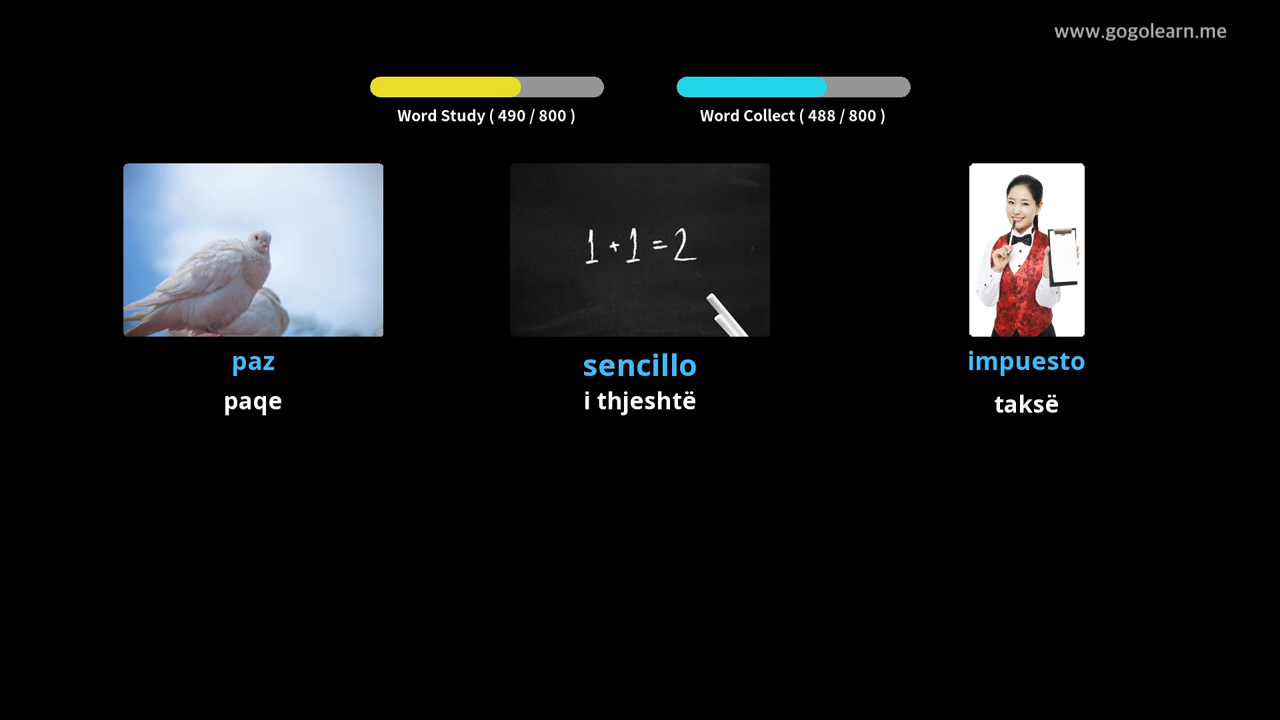 www.gogolearn.me
Word Study ( 490 / 800 )
Word Collect ( 488 / 800 )
1 + 1 = 2
paz
sencillo
impuesto
paqe
i thjeshtë
taksë